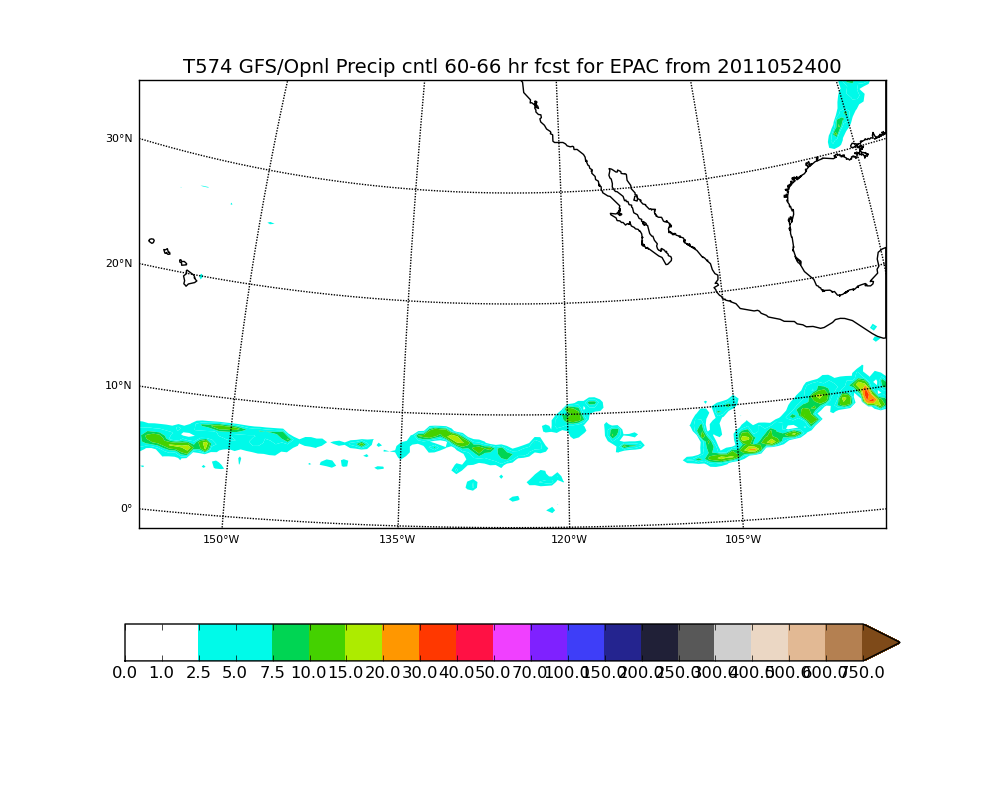 T574 GFS/Opnl Precip cntl 60-66 hr fcst for EPAC from 2011052400
30°N
20°N
10°N
0°
150°W 135°W 120°W 105°W
0.0 1.0 2.5 5.0 7.5 10.0 15.0 20.0 30.0 40.0 50.0 70.0 100.0 150.0 200.0 250.0 300.0 400.0 500.0 600.0 750.0